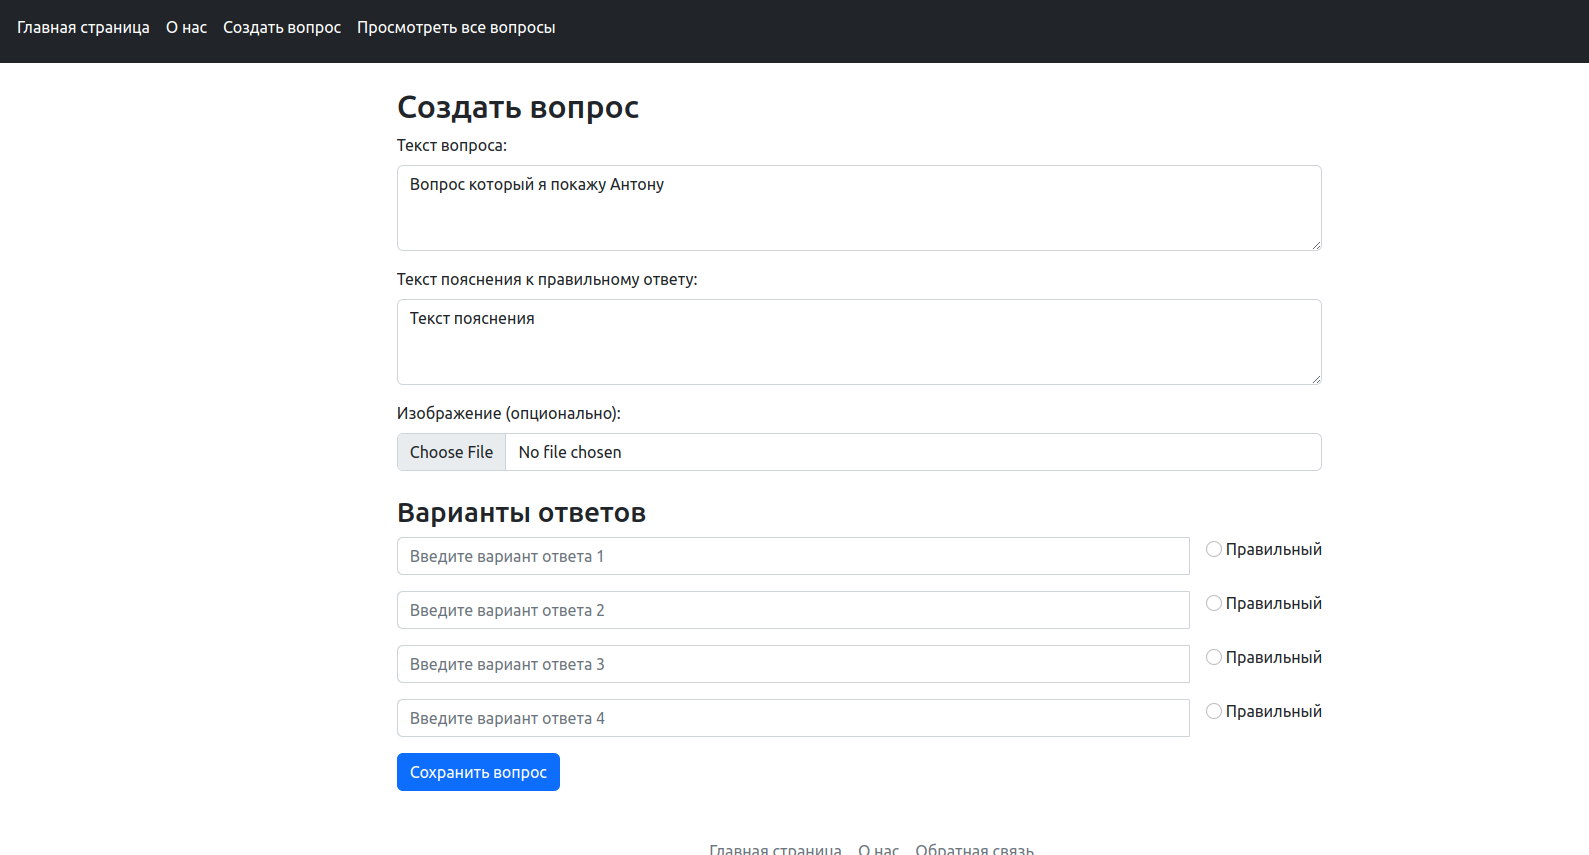 Главная страница О нас Создать вопрос Просмотреть все вопросы
Создать вопрос
Текст вопроса:
Вопрос который я покажу Антону
Текст пояснения к правильному ответу:
Текст пояснения
Изображение (опционально):
Choose File No file chosen
Варианты ответов
Введите вариант ответа 1 Правильный
Введите вариант ответа 2 Правильный
Введите вариант ответа 3 Правильный
Введите вариант ответа 4 Правильный
Сохранить вопрос
Главная страница О нас Обратная связь